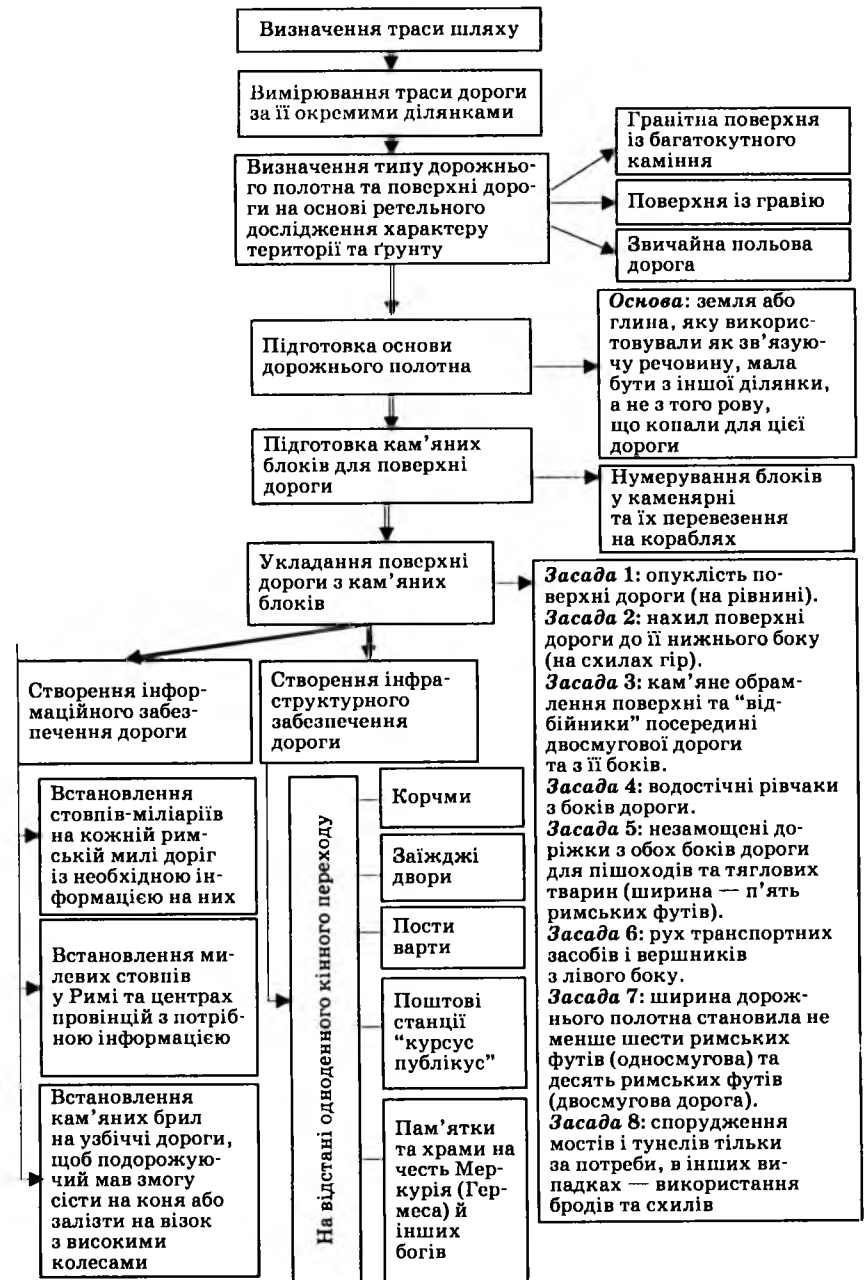 Визначення траси шляху
Вимірювання траси дороги
за її окремими ділянками
Визначення типу дорожньо-
го полотна та поверхні доро-
ги на основі ретельного
дослідження характеру
території та ґрунту
Гранітна поверхня
із багатокутного
каміння
Поверхня із гравію
Звичайна польова
дорога
Підготовка основи
дорожнього полотна
Основа: земля або
глина, яку викорис-
товували як зв’язую-
чу речовину, мала
бути з іншої ділянки,
а не з того рову,
що копали для цієї
дороги
Підготовка кам’яних
блоків для поверхні
дороги
Нумерування блоків
у каменярні
та їх перевезення
на кораблях
Укладання поверхні
дороги з кам’яних
блоків
Засада 1: опуклість по-
верхні дороги (на рівнині).
Засада 2: нахил поверхні
дороги до її нижнього боку
(на схилах гір).
Засада 3: кам’яне обрам-
лення поверхні та “від-
бійники” посередині
двосмугової дороги
та з її боків.
Засада 4: водостічні рівчаки
з боків дороги.
Засада 5: незамощені до-
ріжки з обох боків дороги
для пішоходів та тяглових
тварин (ширина — п’ять
римських футів).
Засада 6: рух транспортних
засобів і вершників
з лівого боку.
Засада 7: ширина дорож-
нього полотна становила не
менше шести римських
футів (односмугова) та
десять римських футів
(двосмугова дорога).
Засада 8: спорудження
мостів і тунелів тільки
за потреби, в інших ви-
падках — використання
бродів та схилів
Створення інфор-
маційного забез-
печення дороги
Створення інфра-
структурного
забезпечення
дороги
Встановлення
стовпів-міліаріїв
на кожній рим-
ській милі доріг
із необхідною ін-
формацією на них
Встановлення ми-
левих стовпів
у Римі та центрах
провінцій з потріб-
ною інформацією
Встановлення
кам’яних брил
на узбіччі дороги,
щоб подорожую-
чий мав змогу
сісти на коня або
залізти на візок
з високими
колесами
На відстані одноденного кінного переходу
Корчми
Заїжджі
двори
Пости
варти
Поштові
станції
“курсус
публікус”
Пам’ятки
та храми на
честь Мер-
курія (Гер-
меса) й
інших
богів